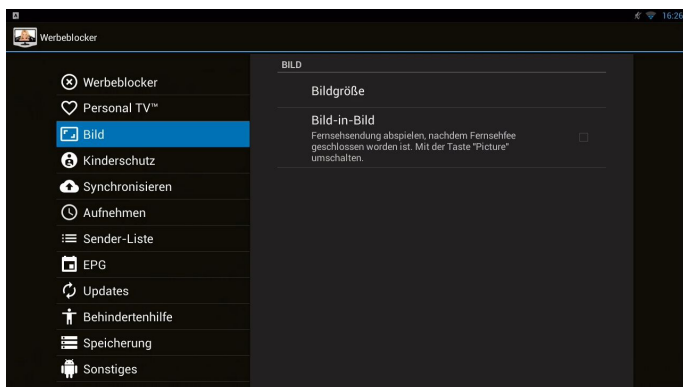 16:26
Werbeblocker
Werbeblocker
Personal TV™
Bild
Kinderschutz
Synchronisieren
Aufnehmen
Sender-Liste
EPG
Updates
Behindertenhilfe
Speicherung
Sonstiges
BILD
Bildgröße
Bild-in-Bild
Fernsehsendung abspielen, nachdem Fernsehfee
geschlossen worden ist. Mit der Taste "Picture"
umschalten.